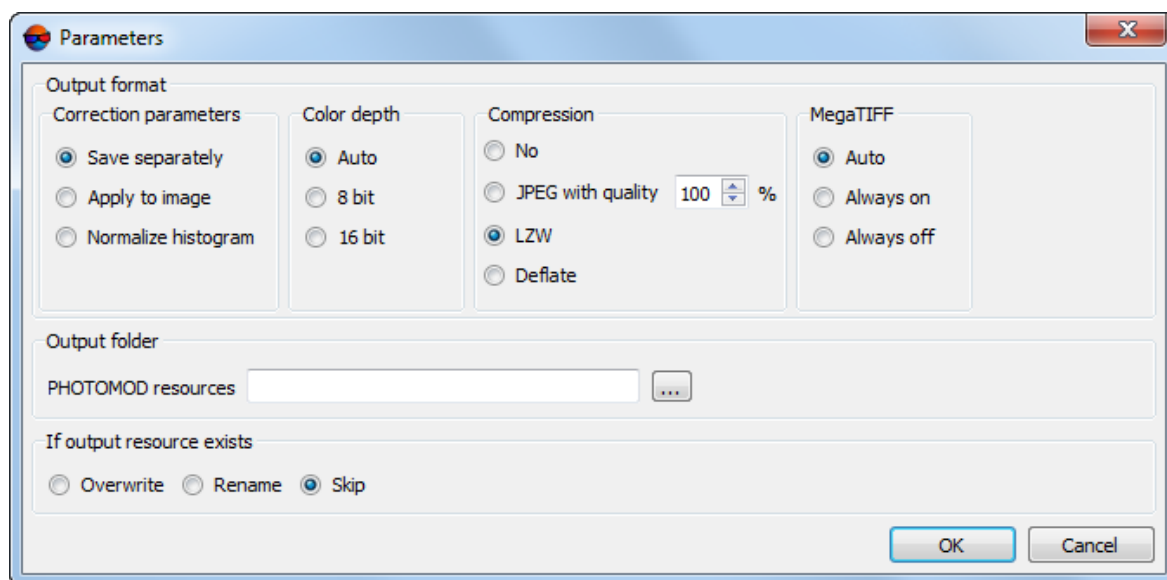 Parameters
Output format
Correction parameters
Save separately
Apply to image
Normalize histogram
Color depth
Auto
8 bit
16 bit
Compression
No
JPEG with quality 100 %
LZW
Deflate
MegaTIFF
Auto
Always on
Always off
Output folder
PHOTOMOD resources ...
If output resource exists
Overwrite Rename Skip
OK Cancel